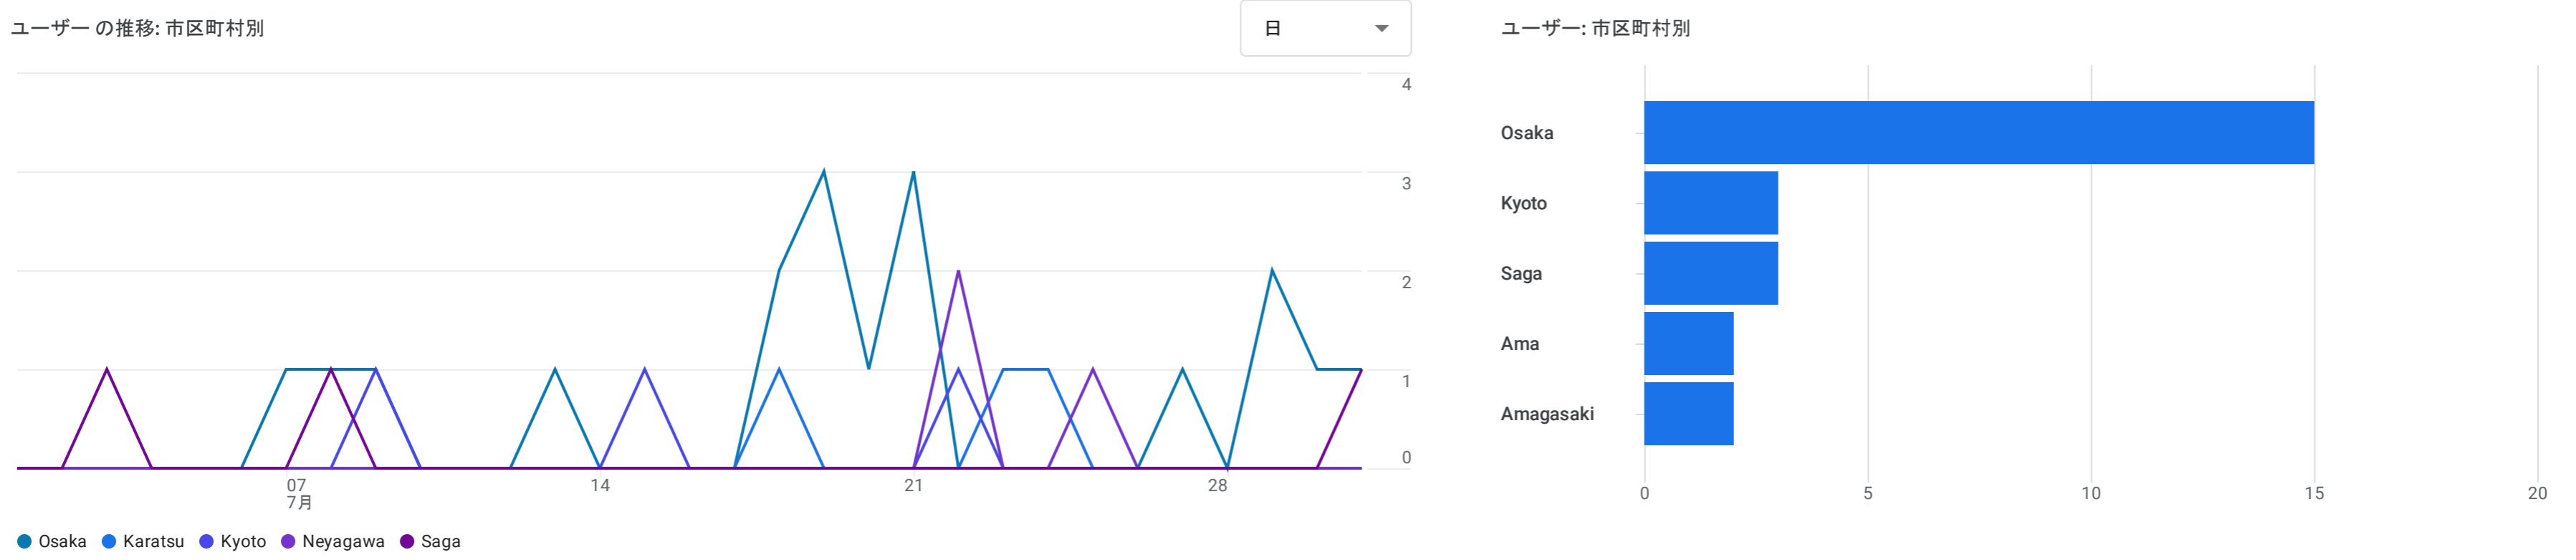 ユーザー の推移: 市区町村別
日
4
3
2
1
0
07
7月
14
21
28
Osaka Karatsu Kyoto Neyagawa Saga
ユーザー: 市区町村別
Osaka
Kyoto
Saga
Ama
Amagasaki
0 5 10 15 20